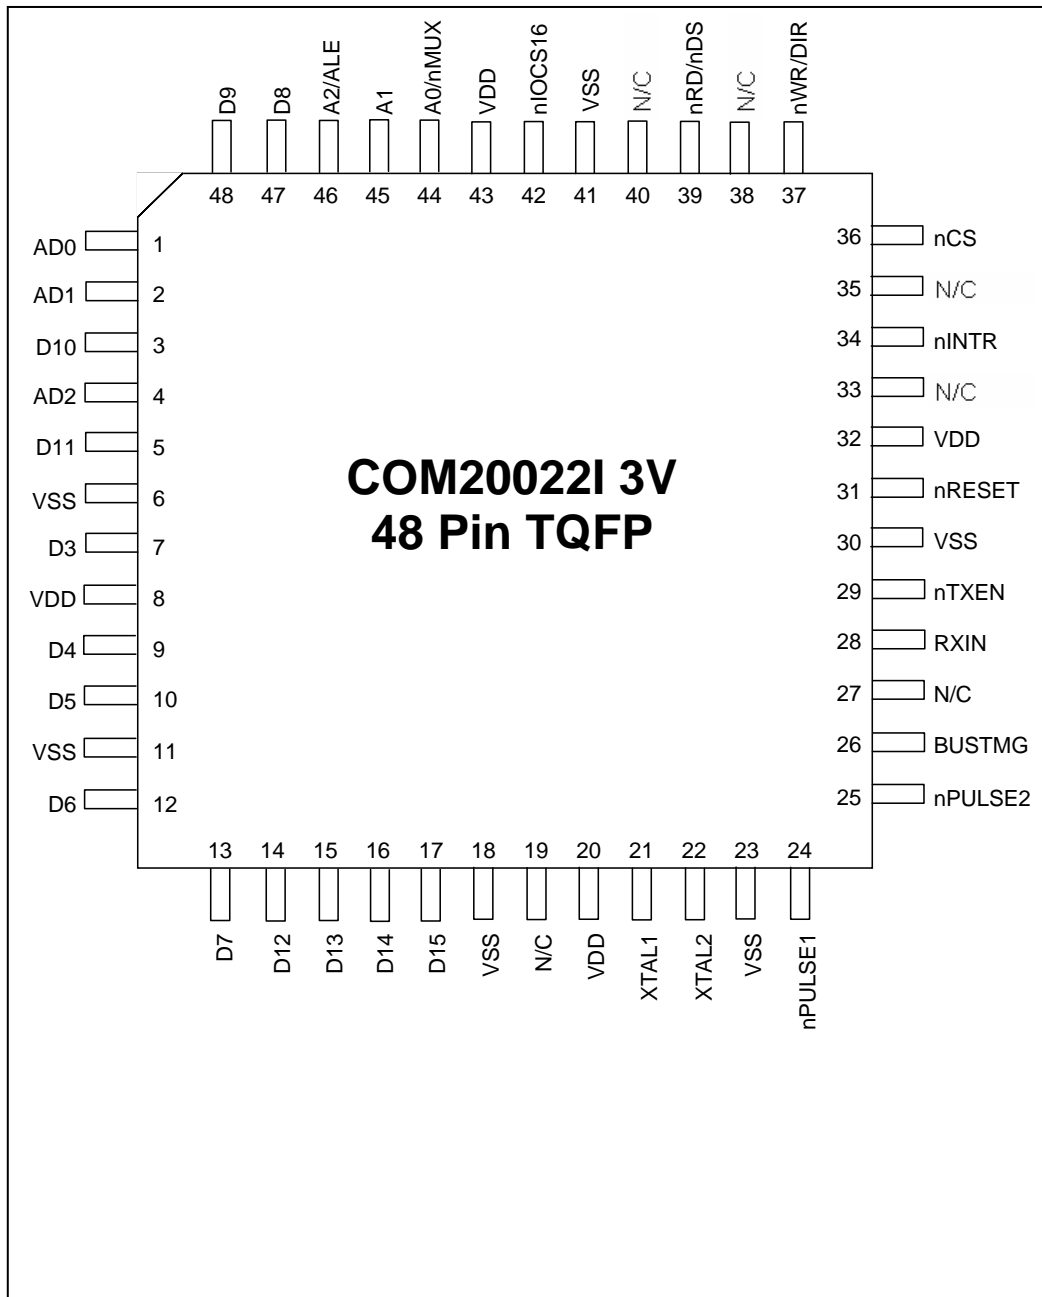 D9 D8 A2/ALE A1 A0/nMUX VDD nIOCS16 VSS N/C nRD/nDS N/C nWR/DIR
48 47 46 45 44 43 42 41 40 39 38 37
AD0 1
AD1 2
D10 3
AD2 4
D11 5
VSS 6
D3 7
VDD 8
D4 9
D5 10
VSS 11
D6 12
COM20022I 3V
48 Pin TQFP
36 nCS
35 N/C
34 nINTR
33 N/C
32 VDD
31 nRESET
30 VSS
29 nTXEN
28 RXIN
27 N/C
26 BUSTMG
25 nPULSE2
13 14 15 16 17 18 19 20 21 22 23 24
D7 D12 D13 D14 D15 VSS N/C VDD XTAL1 XTAL2 VSS nPULSE1